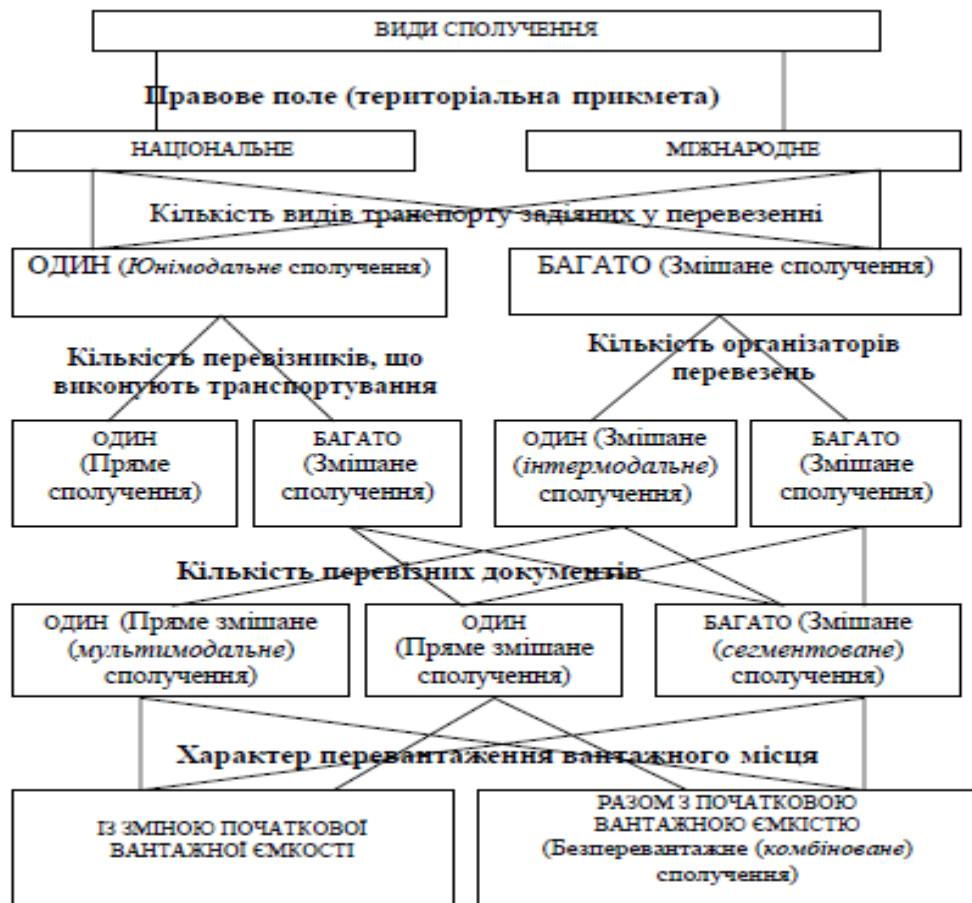 ВИДИ СПОЛУЧЕННЯ
Правове поле (територіальна прикмета)
НАЦІОНАЛЬНЕ
МІЖНАРОДНЕ
Кількість видів транспорту задіяних у перевезенні
ОДИН (Юнімодальне сполучення)
БАГАТО (Змішане сполучення)
Кількість перевізників, що
виконують транспортування
Кількість організаторів
перевезень
ОДИН
(Пряме
сполучення)
БАГАТО
(Змішане
сполучення)
ОДИН (Змішане
(інтермодальне)
сполучення)
БАГАТО
(Змішане
сполучення)
Кількість перевізних документів
ОДИН (Пряме змішане
(мультимодальне)
сполучення)
ОДИН
(Пряме змішане
сполучення)
БАГАТО (Змішане
(сегментоване)
сполучення)
Характер перевантаження вантажного місця
ІЗ ЗМІНОЮ ПОЧАТКОВОЇ
ВАНТАЖНОЇ ЄМКОСТІ
РАЗОМ З ПОЧАТКОВОЮ
ВАНТАЖНОЮ ЄМКІСТЮ
(Безперевантажне (комбіноване)
сполучення)